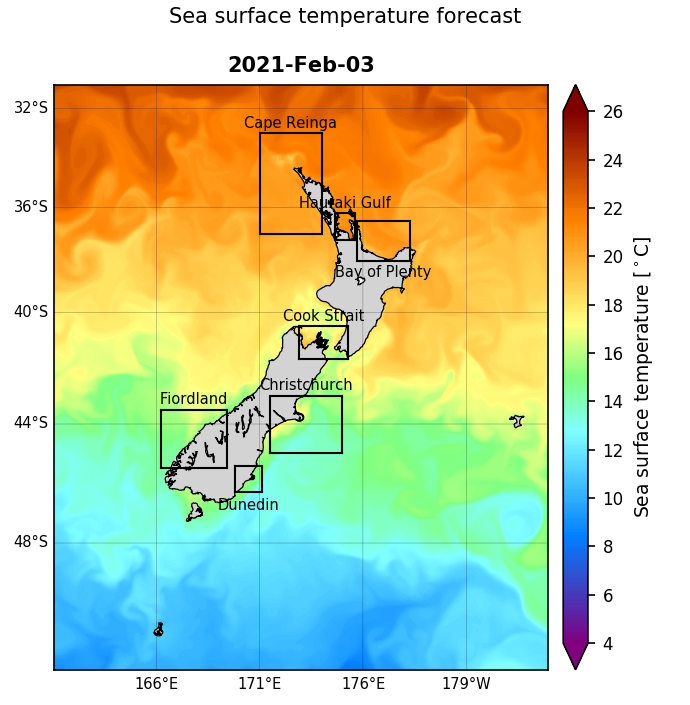 Sea surface temperature forecast
2021-Feb-03
32°S
36°S
40°S
44°S
48°S
166°E
171°E
176°E
179°W
Cape Reinga
Hauraki Gulf
Bay of Plenty
Cook Strait
Christchurch
Fiordland
Dunedin
26
24
22
20
18
16
14
12
10
8
6
4
Sea surface temperature [°C]